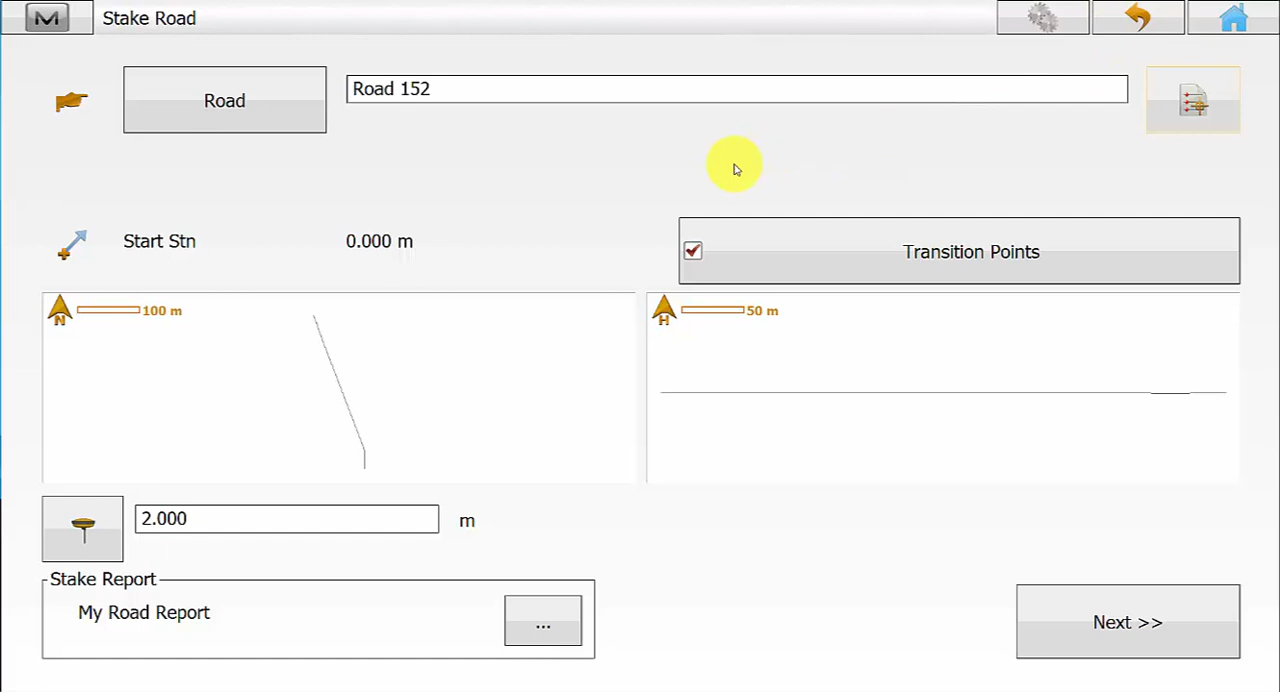 M
Stake Road
Road
Road 152
Start Stn
0.000 m
Transition Points
N
100 m
H
50 m
2.000
m
Stake Report
My Road Report
...
Next >>